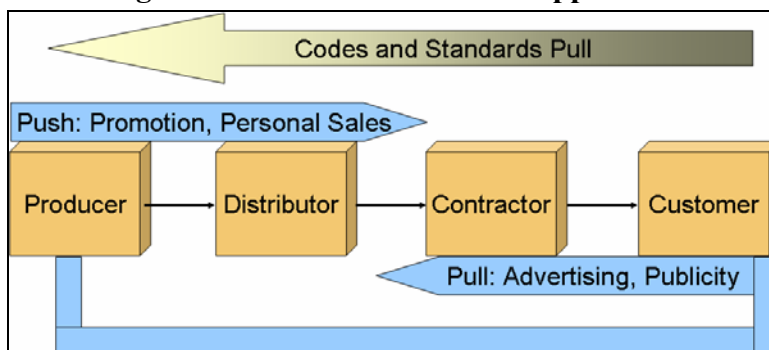 Codes and Standards Pull
Push: Promotion, Personal Sales
Producer
Distributor
Contractor
Customer
Pull: Advertising, Publicity